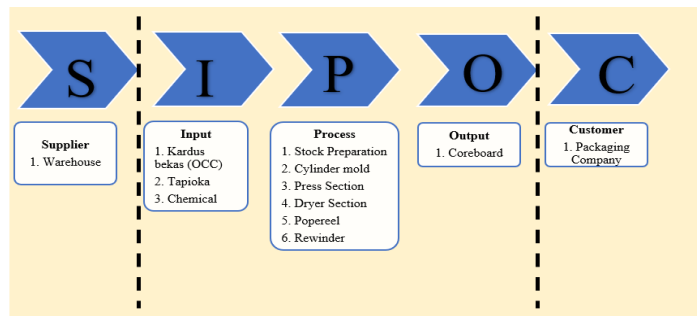 S
I
P
O
C
Supplier
1. Warehouse
Input
1. Kardus
bekas (OCC)
2. Tapioka
3. Chemical
Process
1. Stock Preparation
2. Cylinder mold
3. Press Section
4. Dryer Section
5. Popereel
6. Rewinder
Output
1. Coreboard
Customer
1. Packaging
Company